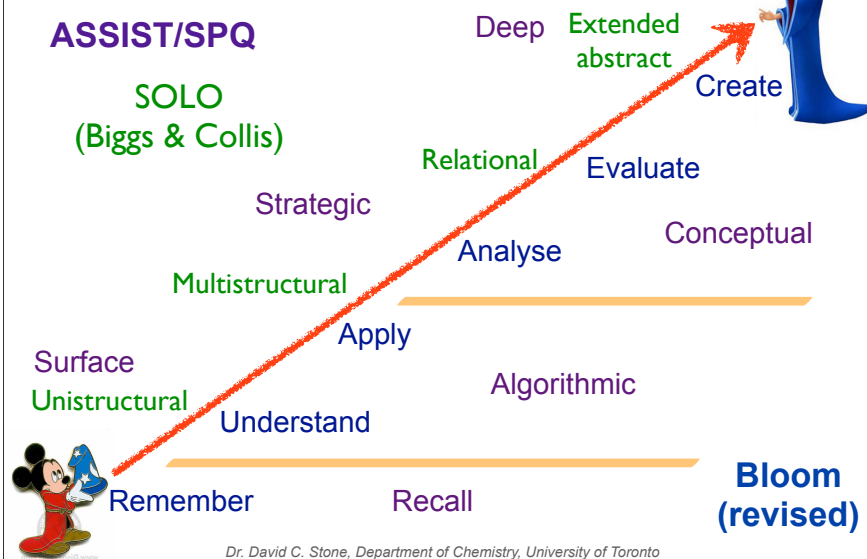 ASSIST/SPQ
Deep
Extended
abstract
Create
SOLO
(Biggs & Collis)
Relational
Evaluate
Strategic
Conceptual
Analyse
Multistructural
Apply
Surface
Algorithmic
Unistructural
Understand
Bloom
(revised)
Remember
Recall
Dr. David C. Stone, Department of Chemistry, University of Toronto